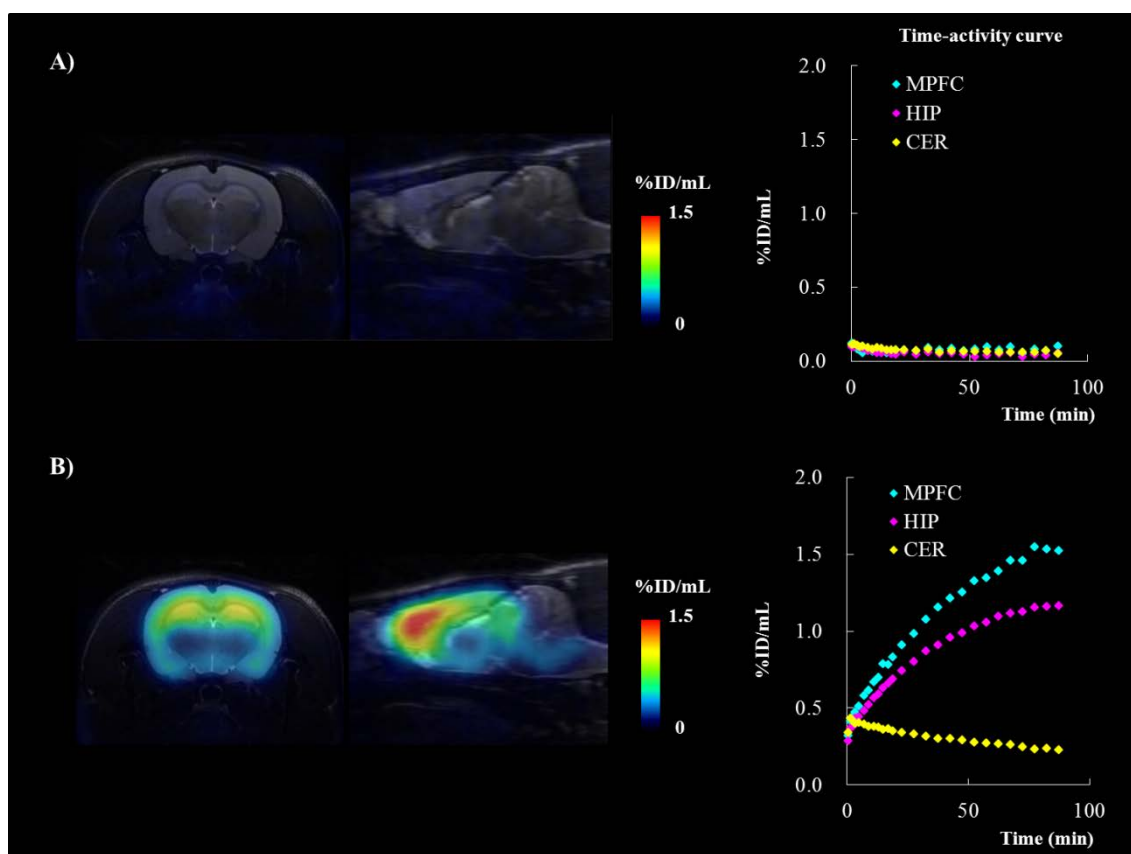 A)
%ID/mL
1.5
0
Time-activity curve
2.0
1.5
1.0
0.5
0.0
%ID/mL
MPFC
HIP
CER
0
50
100
Time (min)
B)
%ID/mL
1.5
0
2.0
1.5
1.0
0.5
0.0
%ID/mL
MPFC
HIP
CER
0
50
100
Time (min)